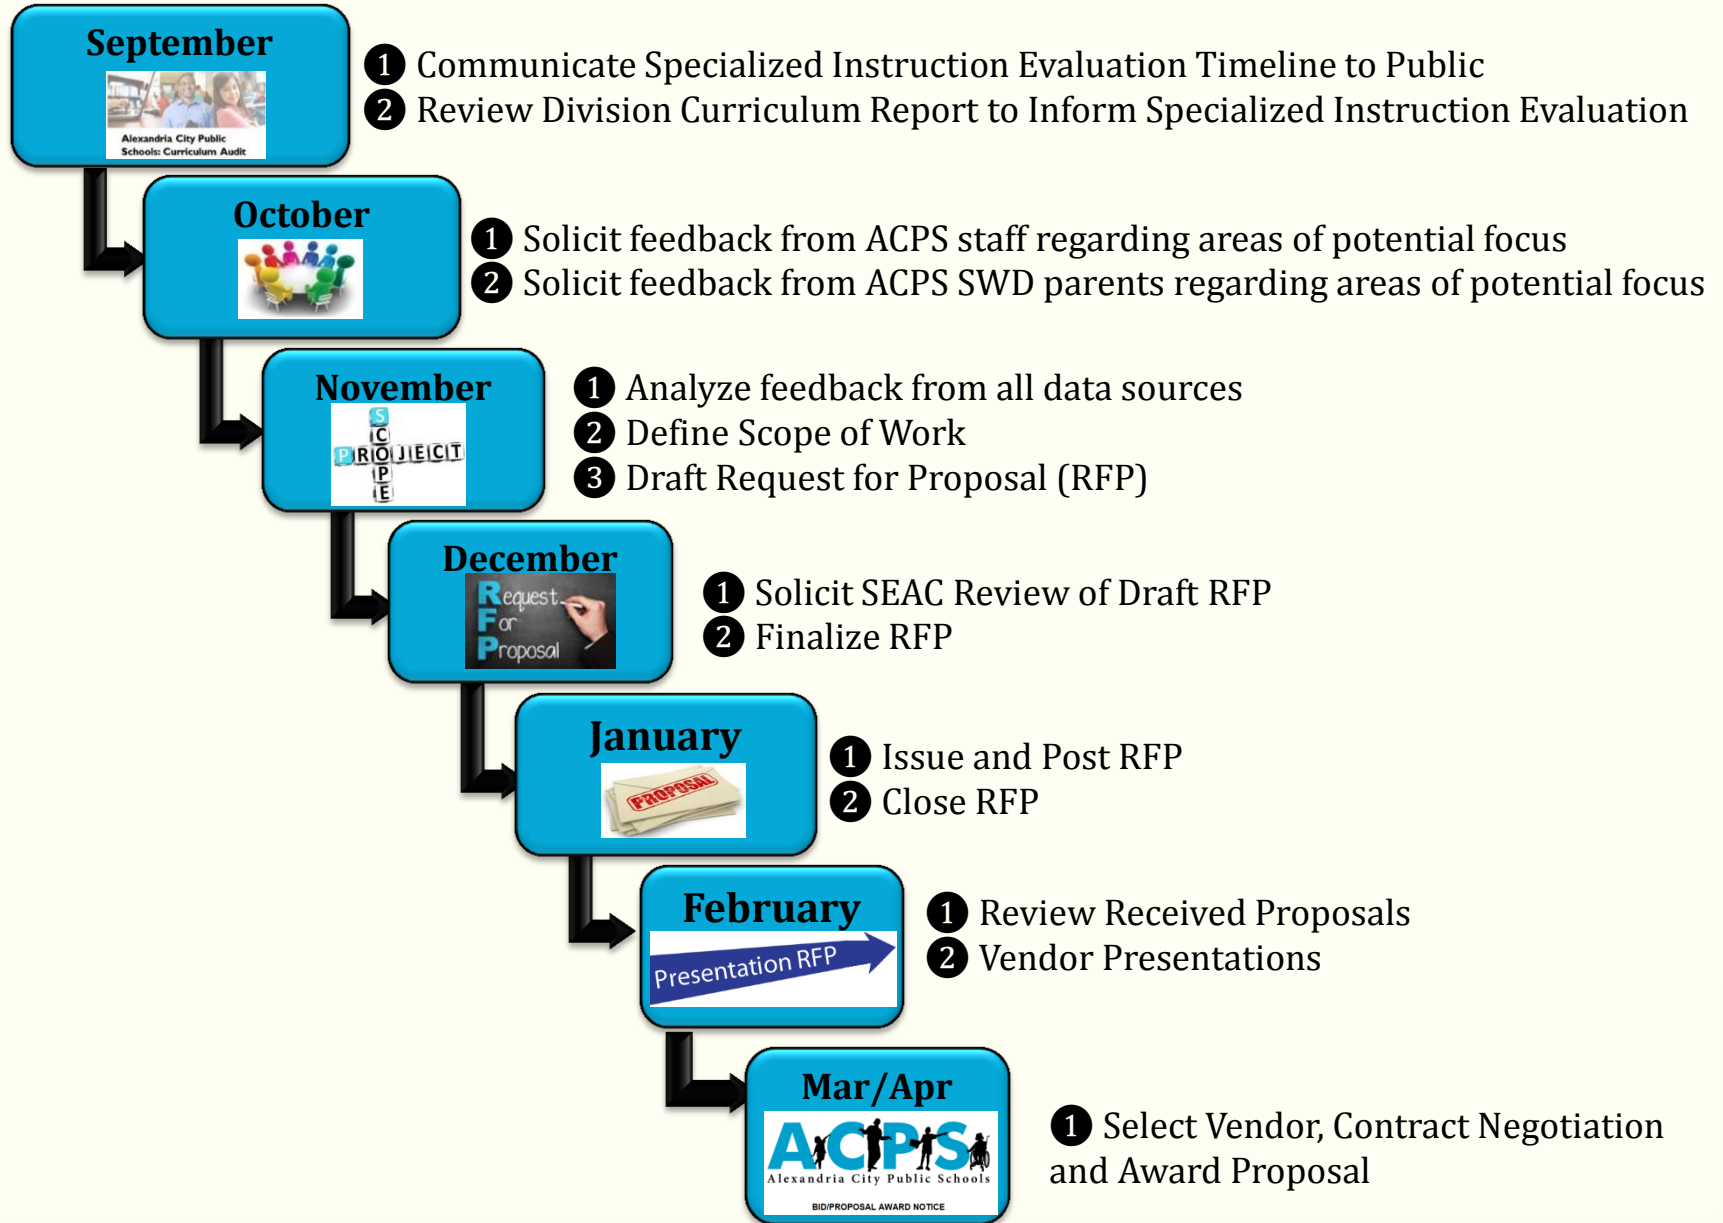 September
Alexandria City Public
Schools: Curriculum Audit
❶ Communicate Specialized Instruction Evaluation Timeline to Public
❷ Review Division Curriculum Report to Inform Specialized Instruction Evaluation
October
❶ Solicit feedback from ACPS staff regarding areas of potential focus
❷ Solicit feedback from ACPS SWD parents regarding areas of potential focus
November
SCOPE
PROJECT
❶ Analyze feedback from all data sources
❷ Define Scope of Work
❸ Draft Request for Proposal (RFP)
December
Request
For
Proposal
❶ Solicit SEAC Review of Draft RFP
❷ Finalize RFP
January
PROPOSAL
❶ Issue and Post RFP
❷ Close RFP
February
Presentation RFP
❶ Review Received Proposals
❷ Vendor Presentations
Mar/Apr
ACPS
Alexandria City Public Schools
BID/PROPOSAL AWARD NOTICE
❶ Select Vendor, Contract Negotiation
and Award Proposal